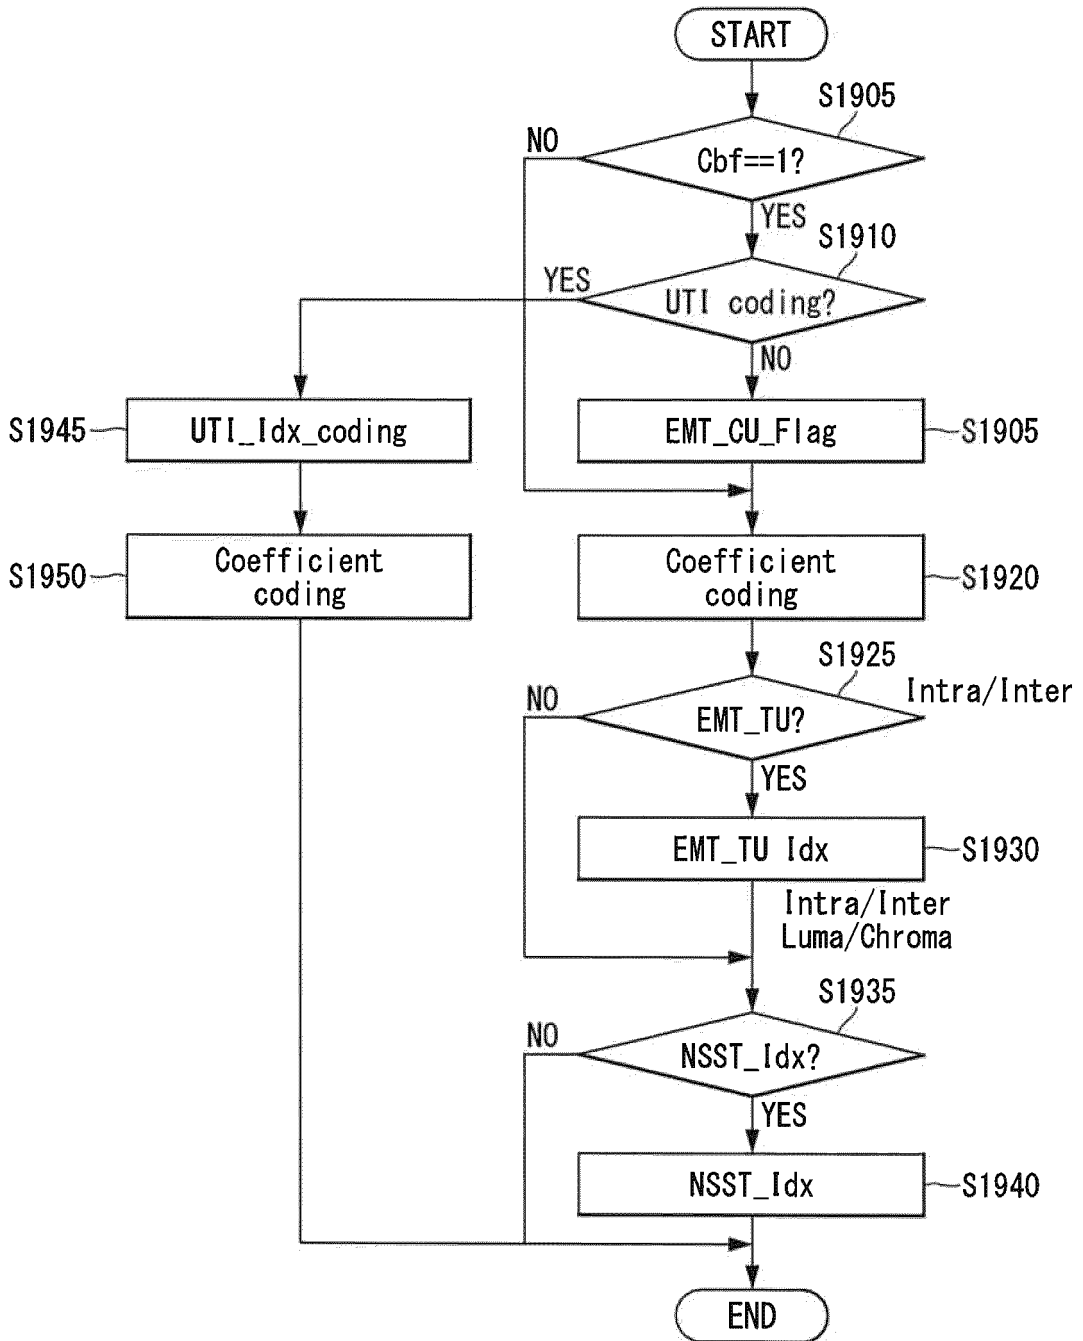 START
S1905
NO
Cbf==1?
YES
S1910
YES
UTI coding?
NO
S1945
UTI_Idx_coding
EMT_CU_Flag
S1905
S1950
Coefficient
coding
Coefficient
coding
S1920
S1925
NO
EMT_TU?
Intra/Inter
YES
EMT_TU Idx
S1930
Intra/Inter
Luma/Chroma
S1935
NO
NSST_Idx?
YES
NSST_Idx
S1940
END